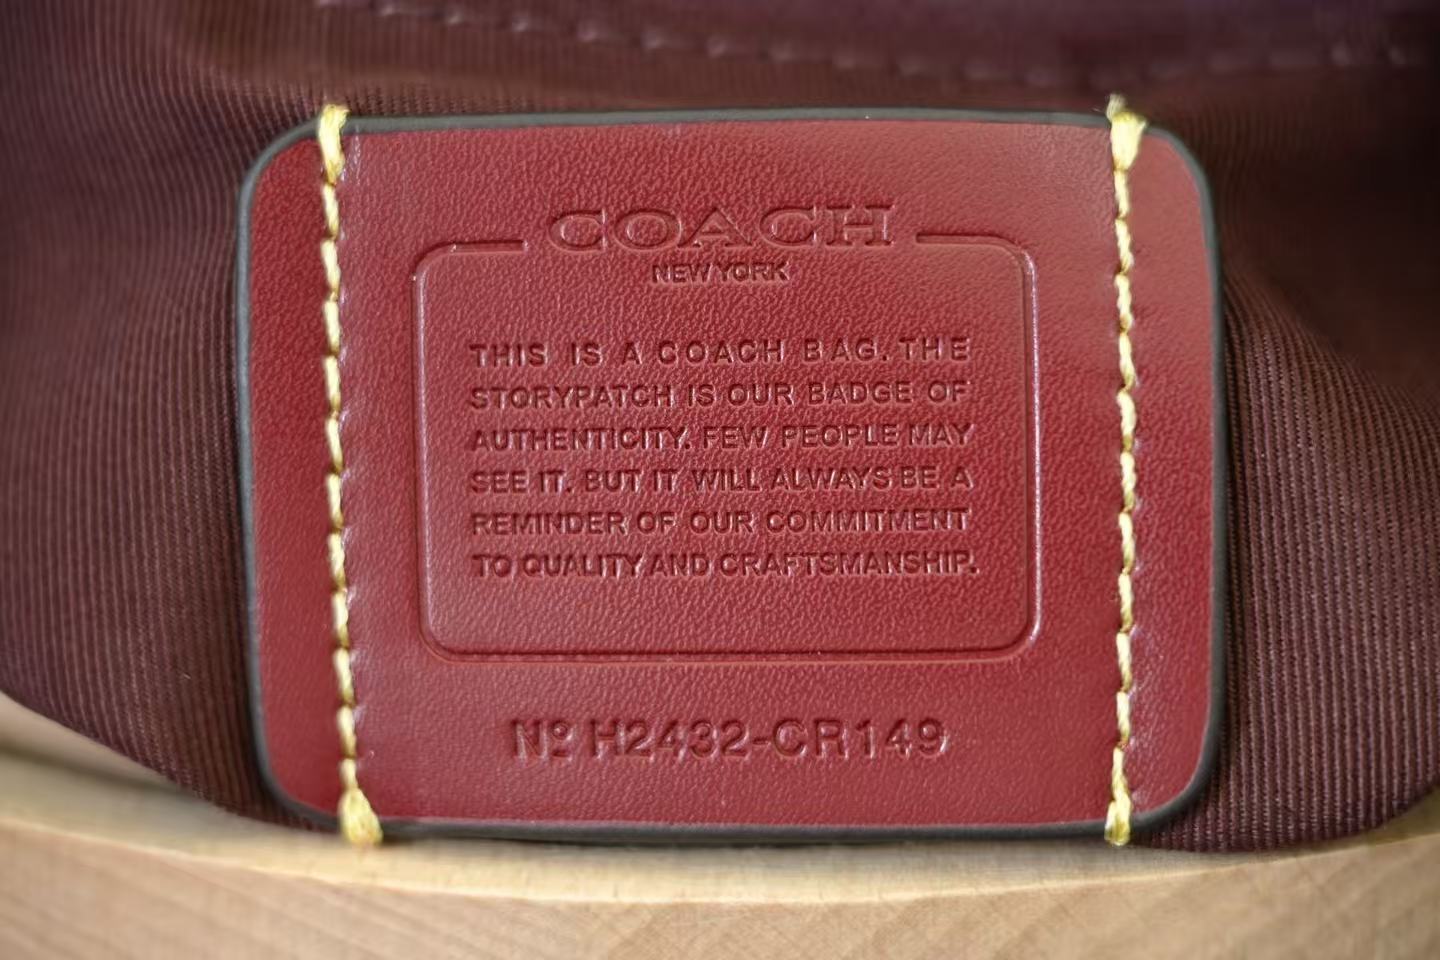 COACH
NEW YORK
THIS IS A COACH BAG. THE
STORYPATCH IS OUR BADGE OF
AUTHENTICITY. FEW PEOPLE MAY
SEE IT. BUT IT WILL ALWAYS BE A
REMINDER OF OUR COMMITMENT
TO QUALITY AND CRAFTSMANSHIP.
Nº H2432-CR149